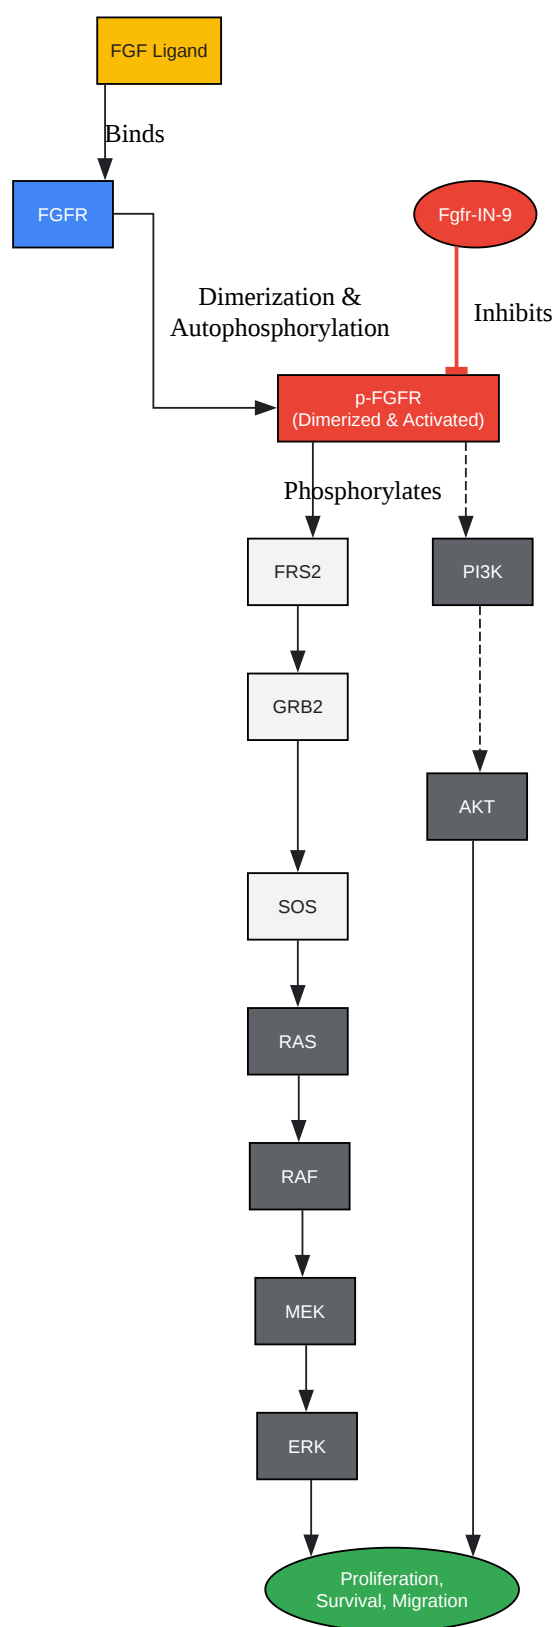 FGF Ligand
Binds
FGFR
Fgfr-IN-9
Dimerization &
Autophosphorylation
Inhibits
p-FGFR
(Dimerized & Activated)
Phosphorylates
FRS2
PI3K
GRB2
AKT
SOS
RAS
RAF
MEK
ERK
Proliferation,
Survival, Migration